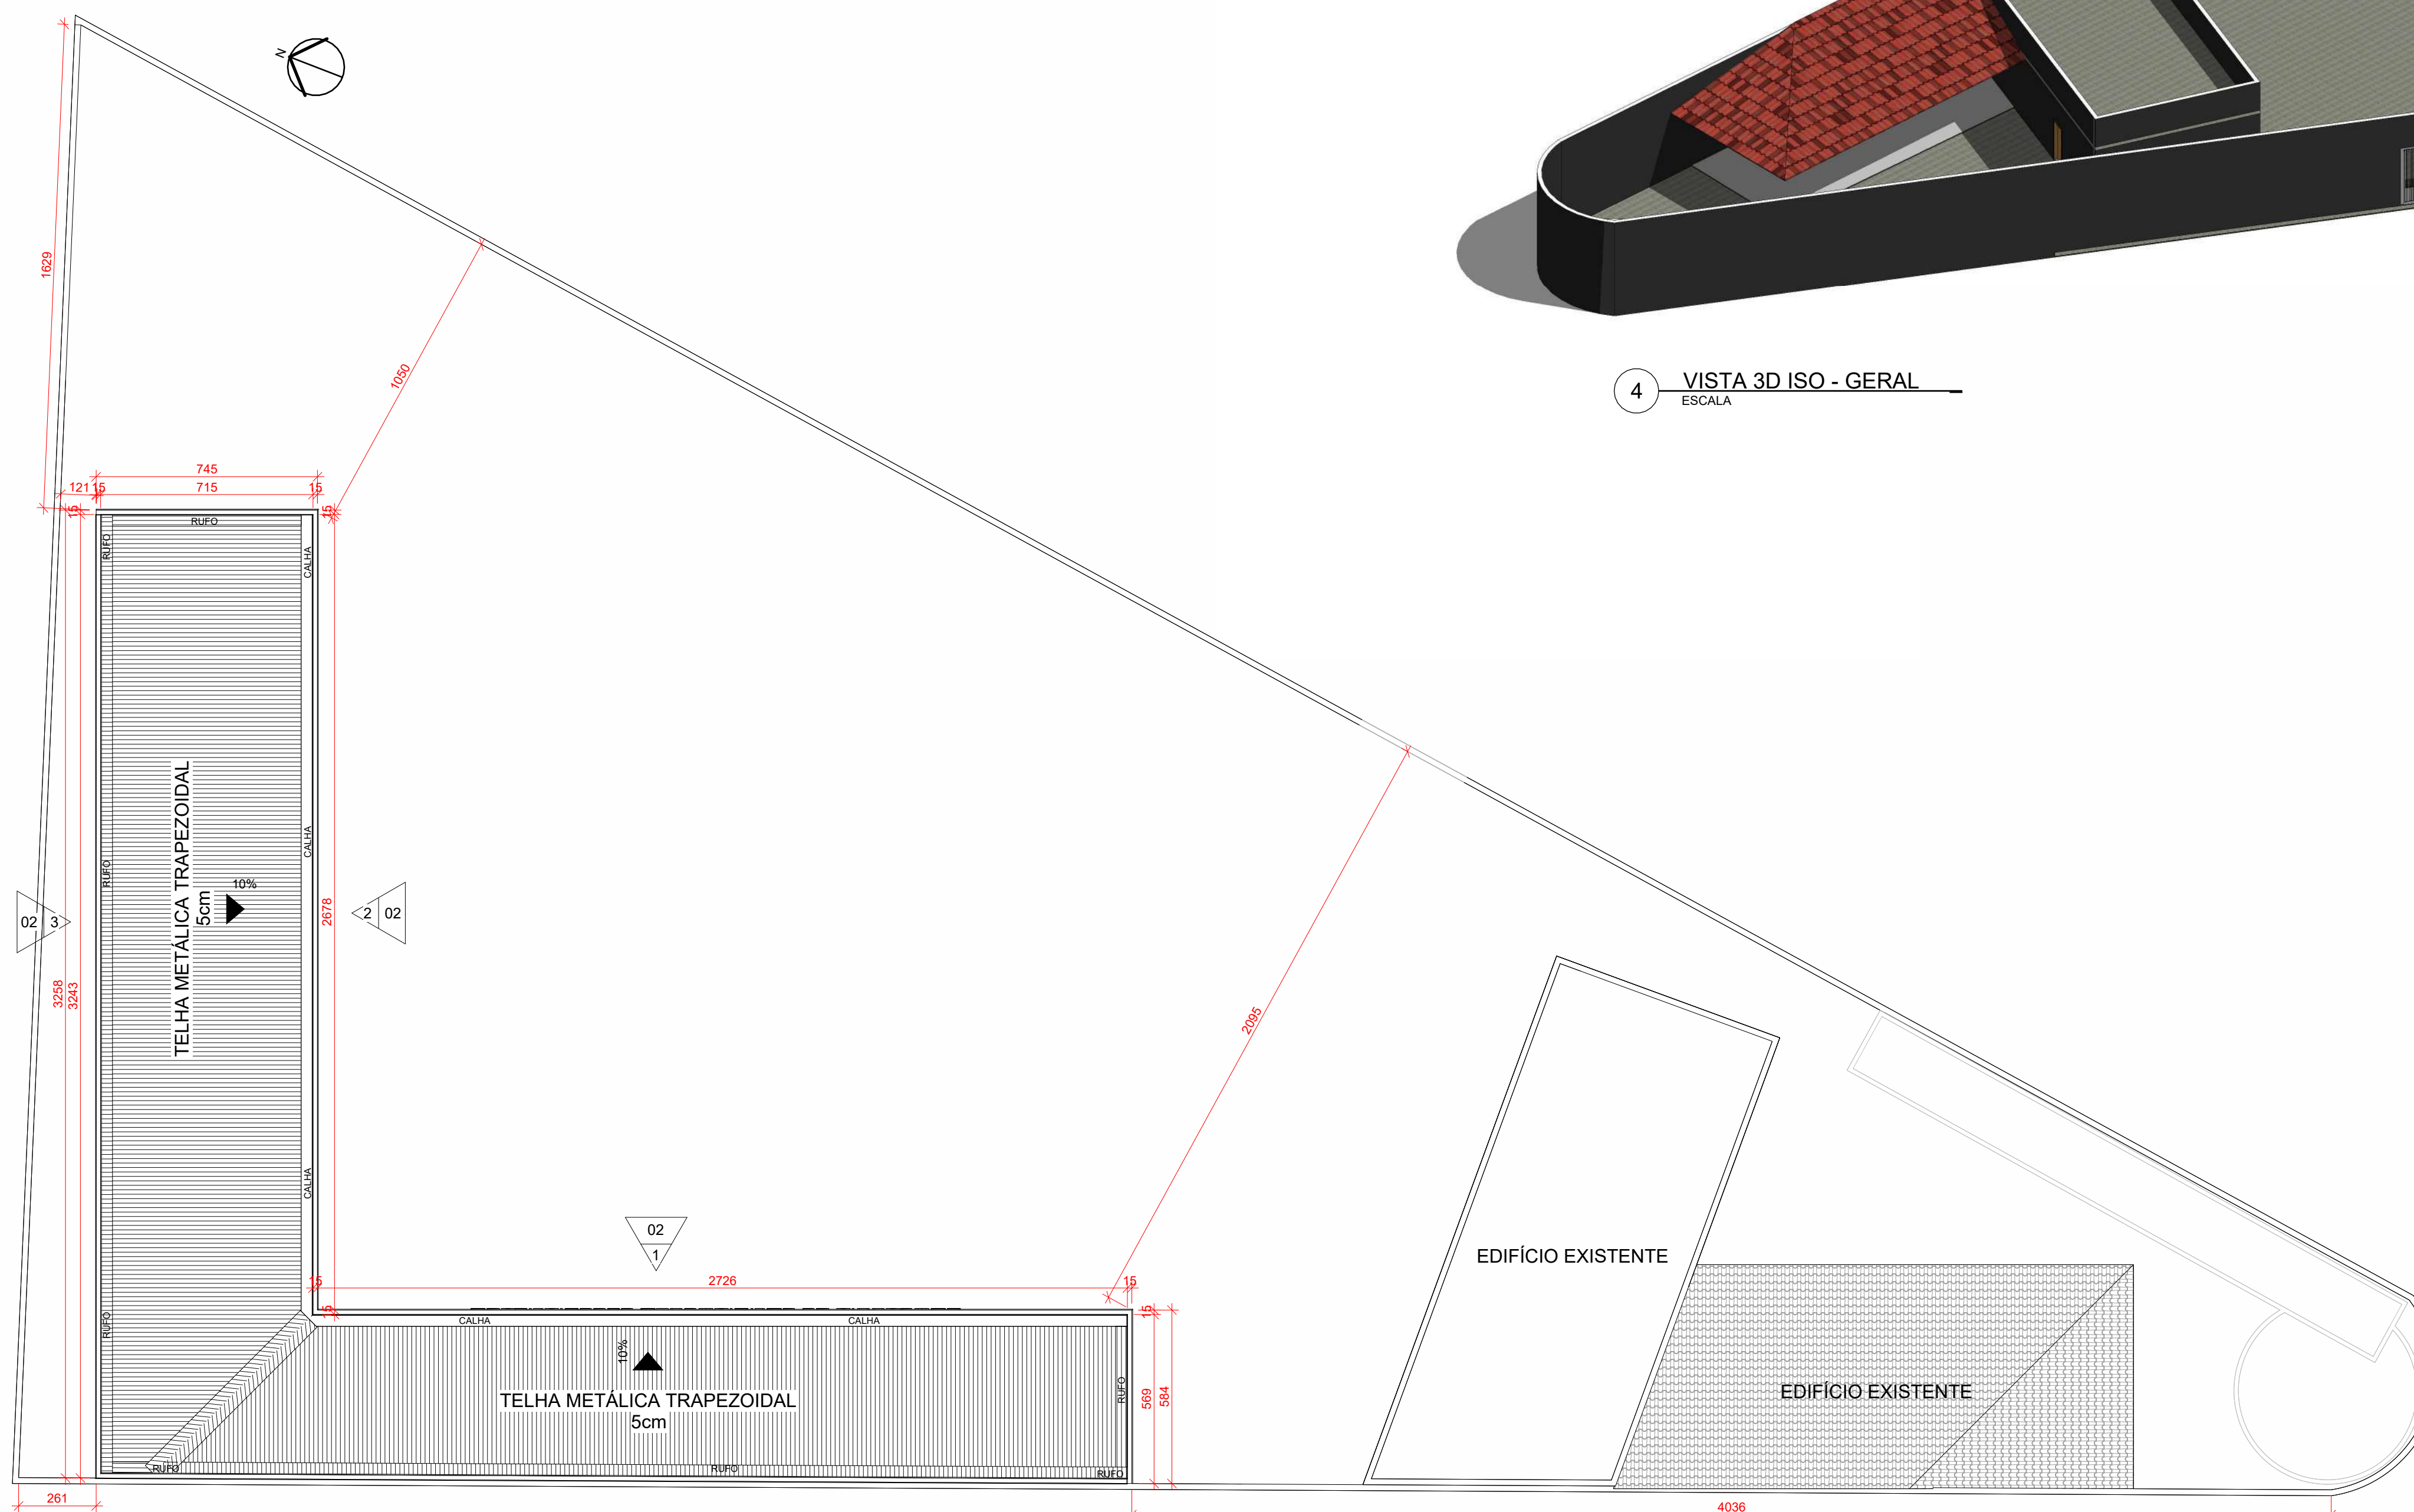 N
1629
1050
4
VISTA 3D ISO - GERAL
ESCALA
745
121
15
715
15
15
15
RUFO
RUFO
CALHA
TELHA METÁLICA TRAPEZOIDAL
5cm
10%
RUFO
CALHA
2678
02
3
2
02
3258
3243
2095
CALHA
RUFO
02
1
15
2726
15
15
15
CALHA
CALHA
10%
TELHA METÁLICA TRAPEZOIDAL
5cm
RUFO
569
584
RUFO
RUFO
RUFO
EDIFÍCIO EXISTENTE
EDIFÍCIO EXISTENTE
261
4036